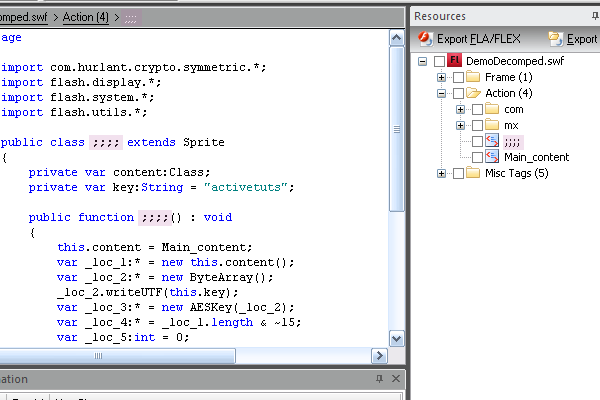 omped.swf > Action (4) > ;;;;
age
import com.hurlant.crypto.symmetric.*;
import flash.display.*;
import flash.system.*;
import flash.utils.*;
public class ;;;; extends Sprite
{
private var content:Class;
private var key:String = "activetuts";
public function ;;;;() : void
{
this.content = Main_content;
var _loc_1:* = new this.content();
var _loc_2:* = new ByteArray();
_loc_2.writeUTF(this.key);
var _loc_3:* = new AESKey(_loc_2);
var _loc_4:* = _loc_1.length & ~15;
var _loc_5:int = 0;
ation
Resources
Export FLA/FLEX
Export
FL DemoDecomped.swf
Frame (1)
Action (4)
com
mx
;;;;
Main_content
Misc Tags (5)